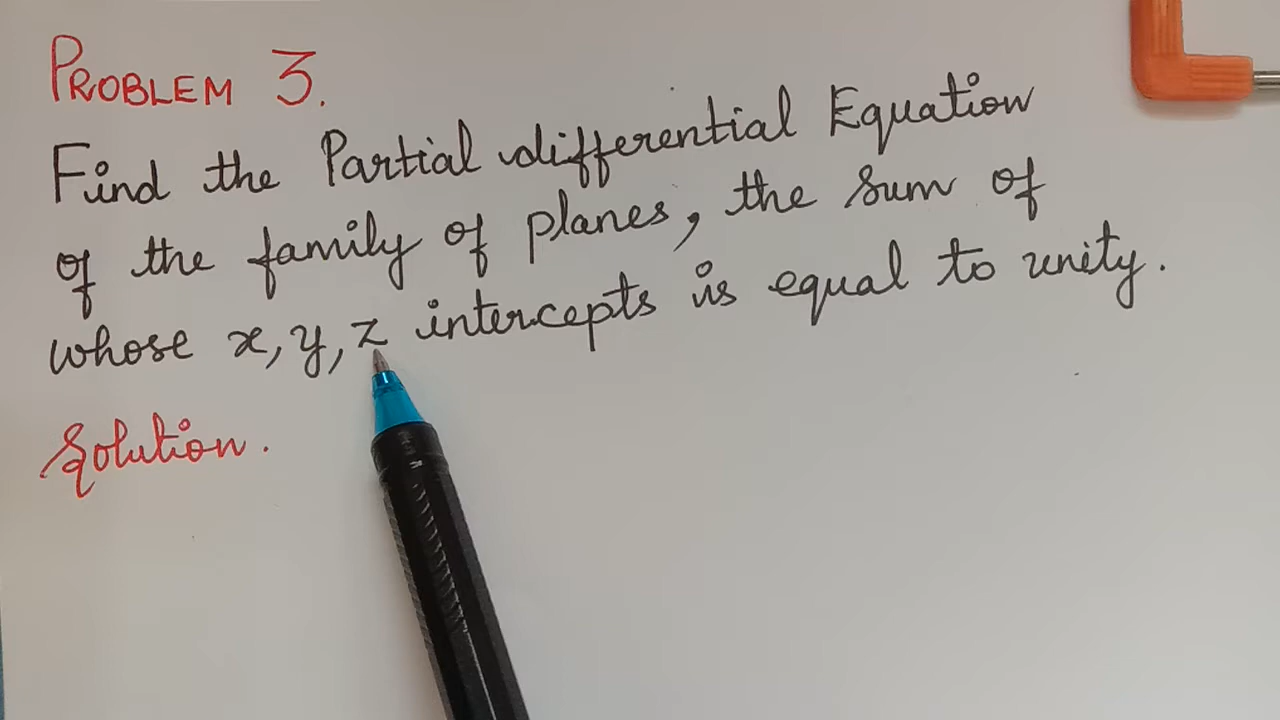 PROBLEM 3.
Find the Partial differential Equation
of the family of planes, the sum of
whose x, y, z intercepts is equal to unity.
Solution.